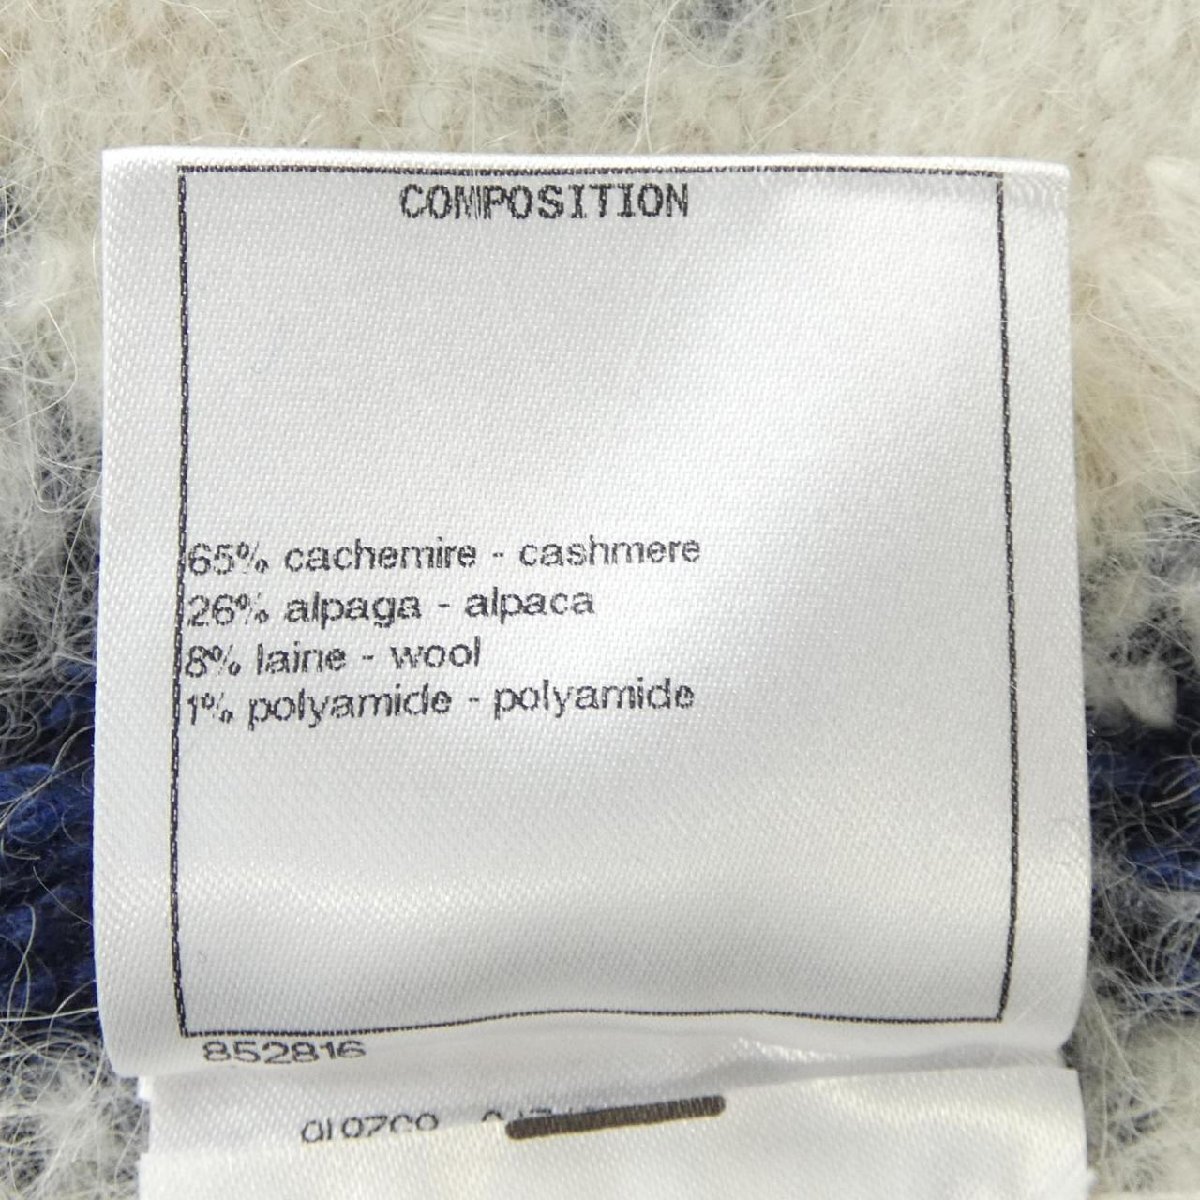 COMPOSITION
65% cachemire - cashmere
26% alpaga - alpaca
8% laine - wool
1% polyamide - polyamide
852816